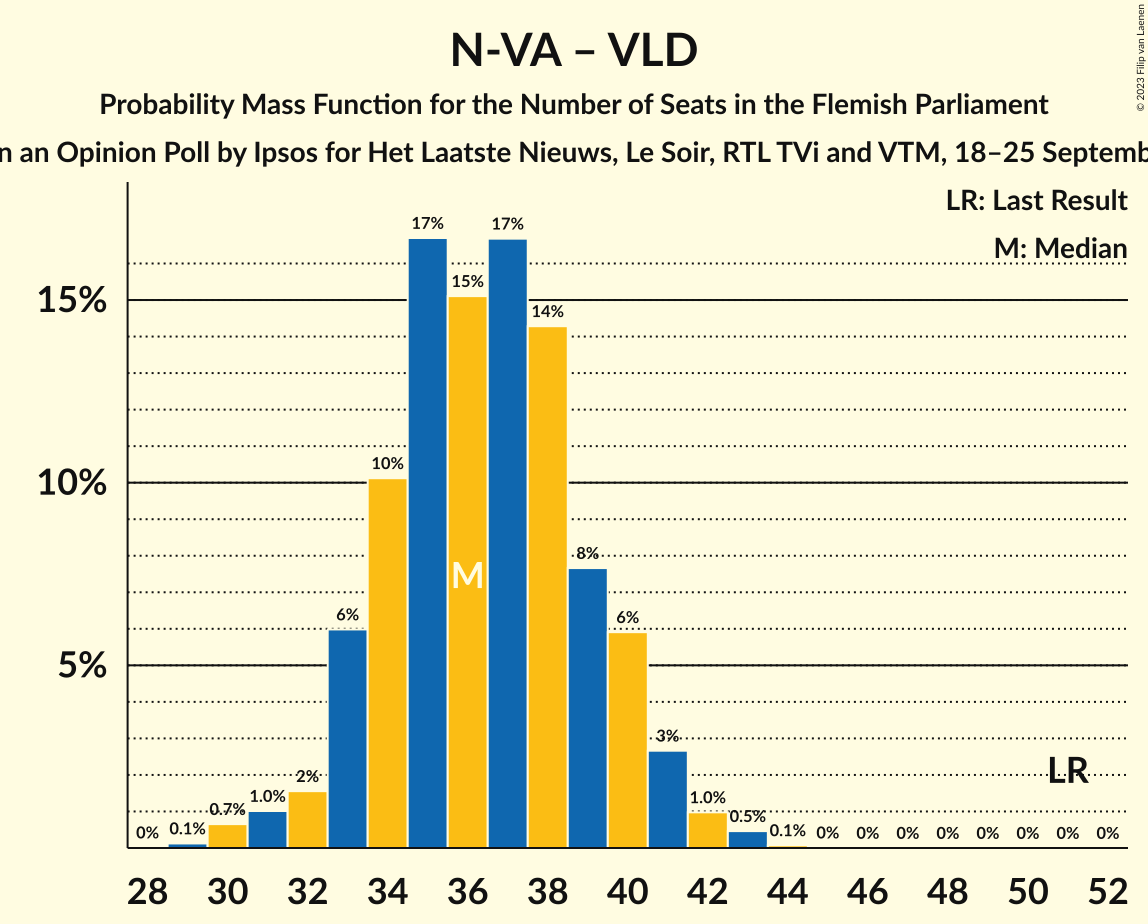 N-VA – VLD
© 2023 Filip van Laenen
Probability Mass Function for the Number of Seats in the Flemish Parliament
n an Opinion Poll by Ipsos for Het Laatste Nieuws, Le Soir, RTL TVi and VTM, 18–25 Septemb
LR: Last Result
M: Median
17%
17%
15%
15%
14%
10%
10%
M
8%
6%
6%
5%
3%
LR
2%
1.0%
1.0%
0.7%
0.5%
0% 0.1% 0.1% 0% 0% 0% 0% 0% 0% 0% 0%
28 30 32 34 36 38 40 42 44 46 48 50 52